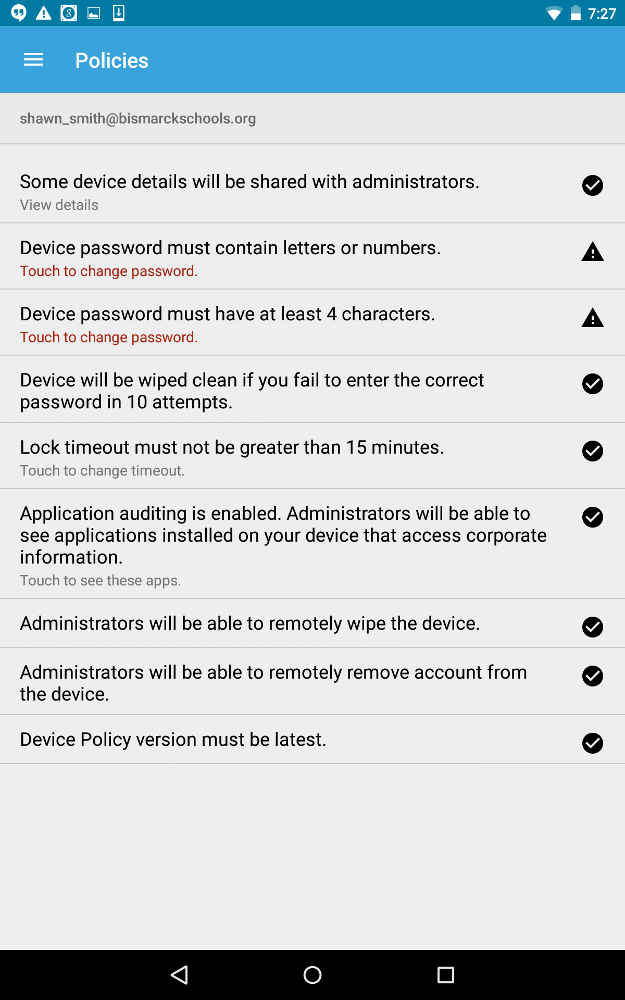 7:27
Policies
shawn_smith@bismarckschools.org
Some device details will be shared with administrators.
View details
Device password must contain letters or numbers.
Touch to change password.
Device password must have at least 4 characters.
Touch to change password.
Device will be wiped clean if you fail to enter the correct
password in 10 attempts.
Lock timeout must not be greater than 15 minutes.
Touch to change timeout.
Application auditing is enabled. Administrators will be able to
see applications installed on your device that access corporate
information.
Touch to see these apps.
Administrators will be able to remotely wipe the device.
Administrators will be able to remotely remove account from
the device.
Device Policy version must be latest.